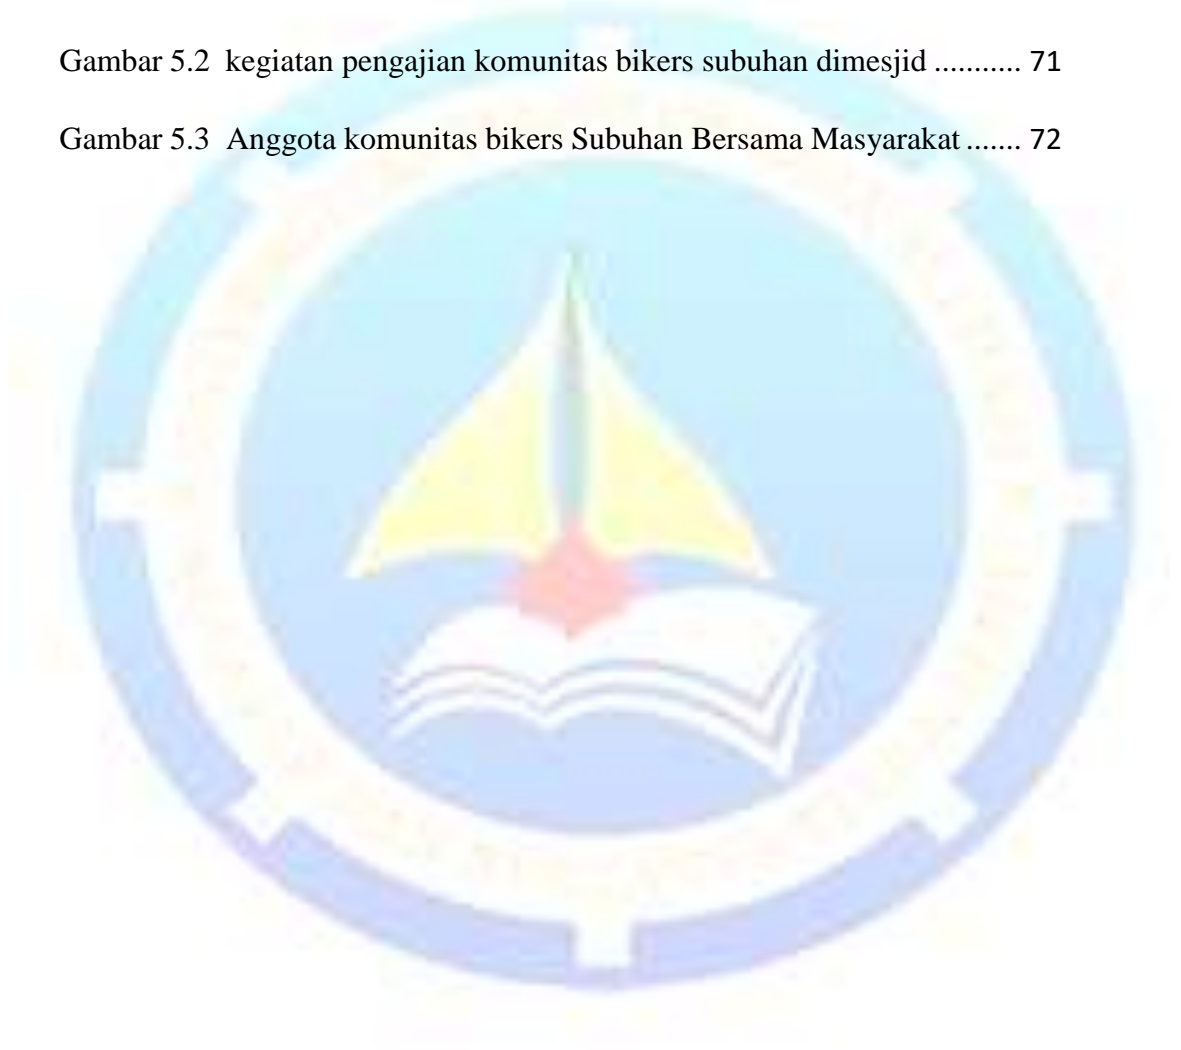 Gambar 5.2 kegiatan pengajian komunitas bikers subuhan dimesjid ........... 71
Gambar 5.3 Anggota komunitas bikers Subuhan Bersama Masyarakat ....... 72